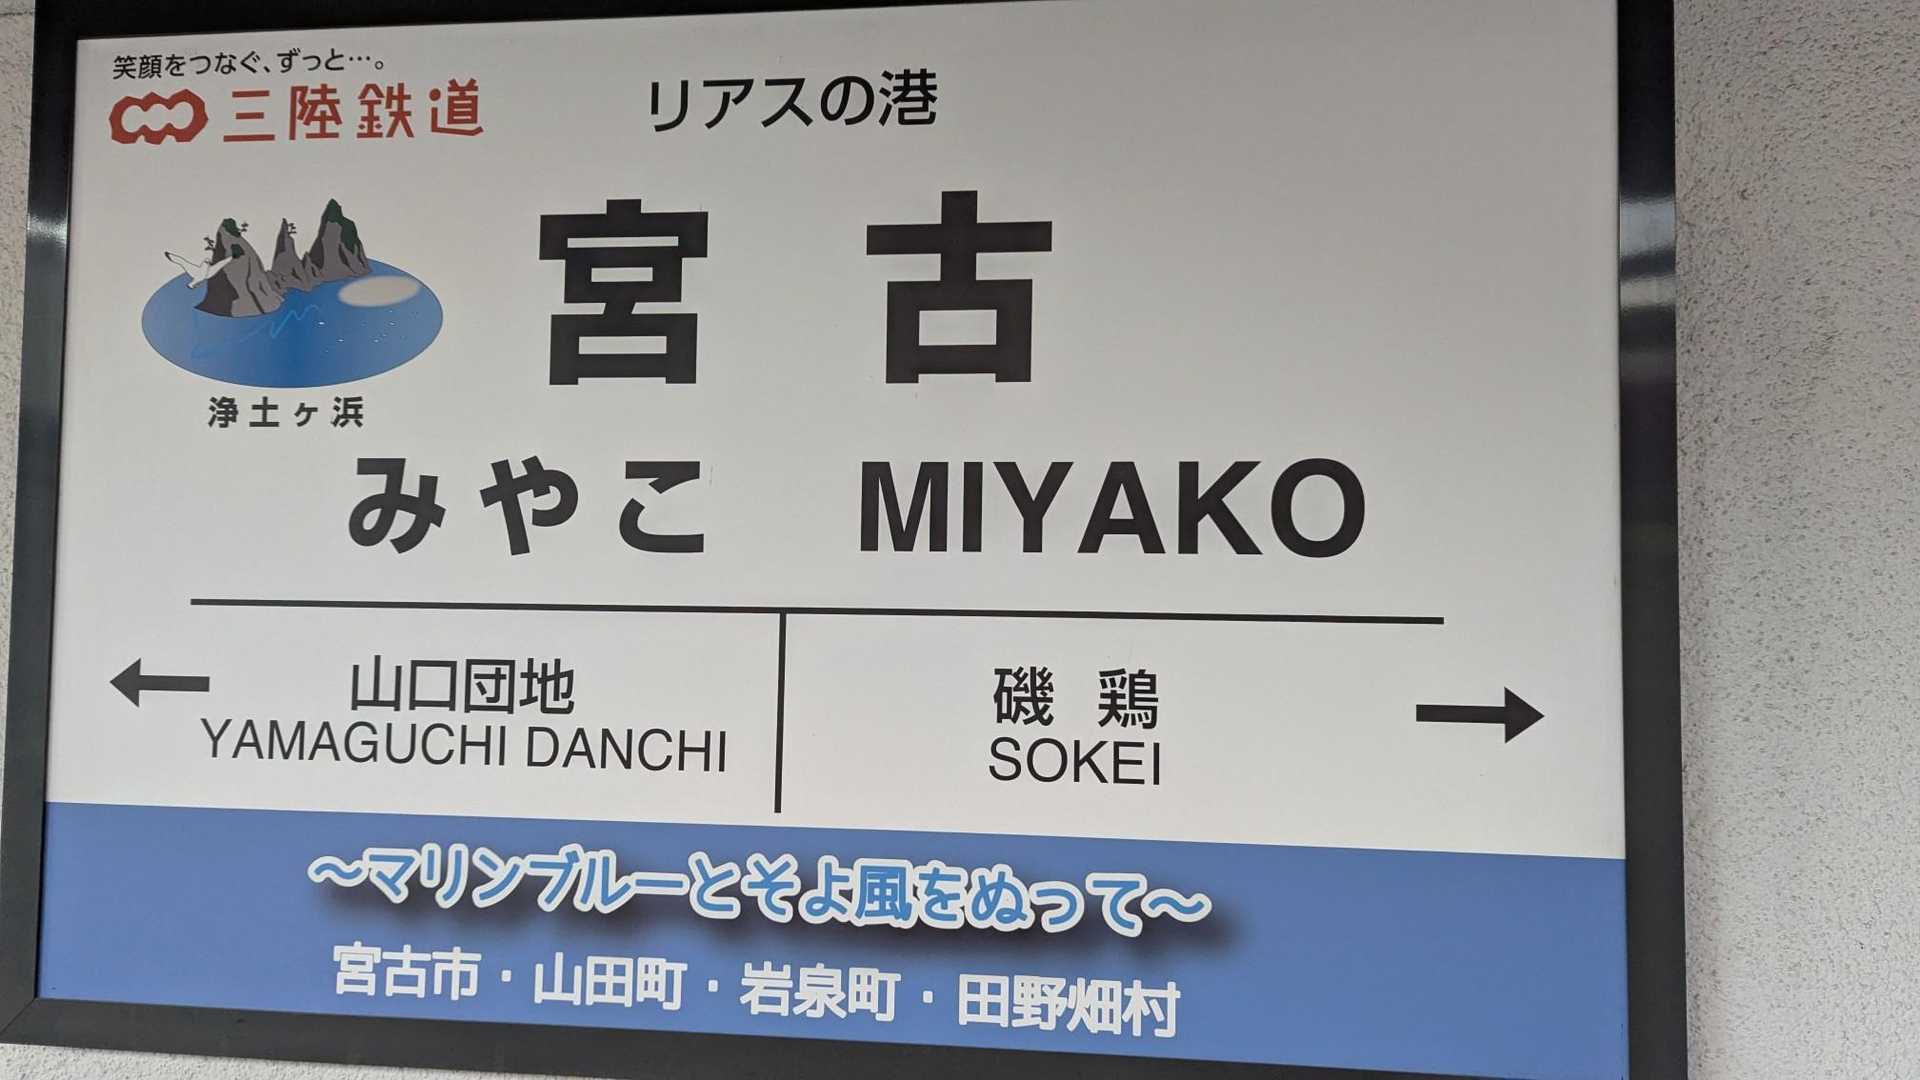 笑顔をつなぐ、ずっと…。
三陸鉄道
リアスの港
宮古
浄土ヶ浜
みやこ MIYAKO
山口団地
YAMAGUCHI DANCHI
磯鶏
SOKEI
～マリンブルーとそよ風をぬって～
宮古市・山田町・岩泉町・田野畑村